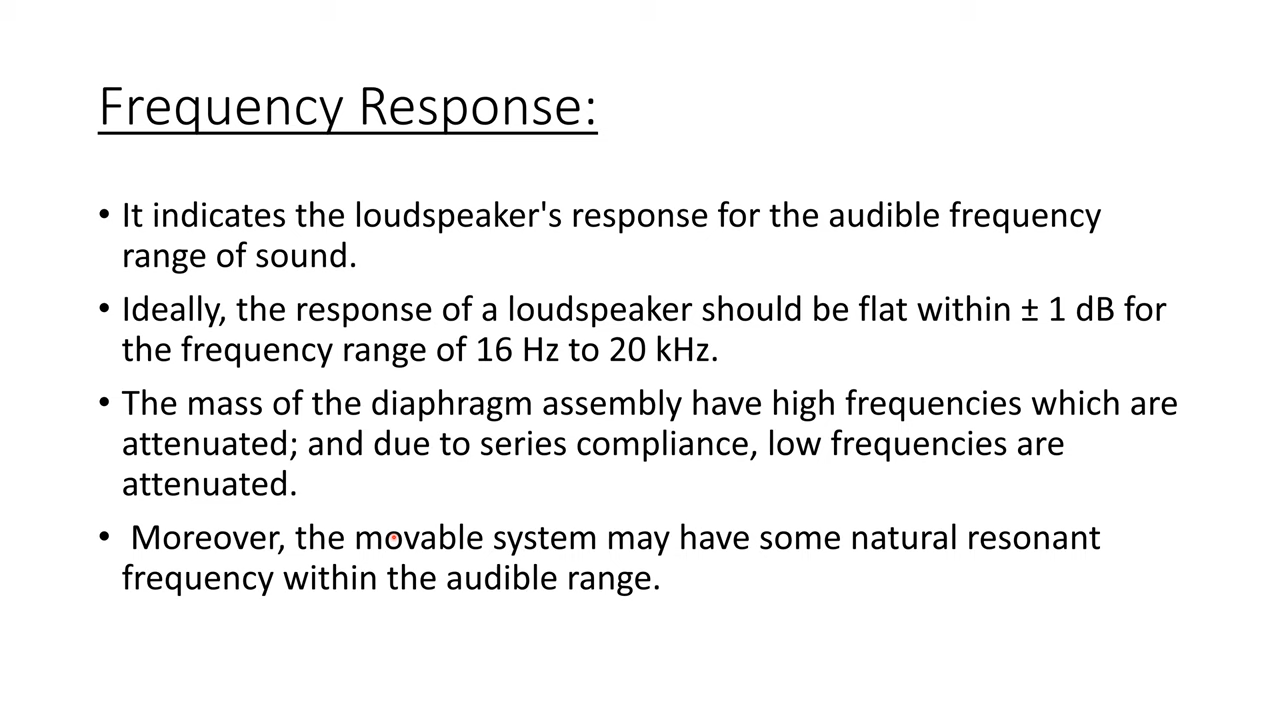 Frequency Response:
• It indicates the loudspeaker's response for the audible frequency
range of sound.
• Ideally, the response of a loudspeaker should be flat within ± 1 dB for
the frequency range of 16 Hz to 20 kHz.
• The mass of the diaphragm assembly have high frequencies which are
attenuated; and due to series compliance, low frequencies are
attenuated.
• Moreover, the movable system may have some natural resonant
frequency within the audible range.